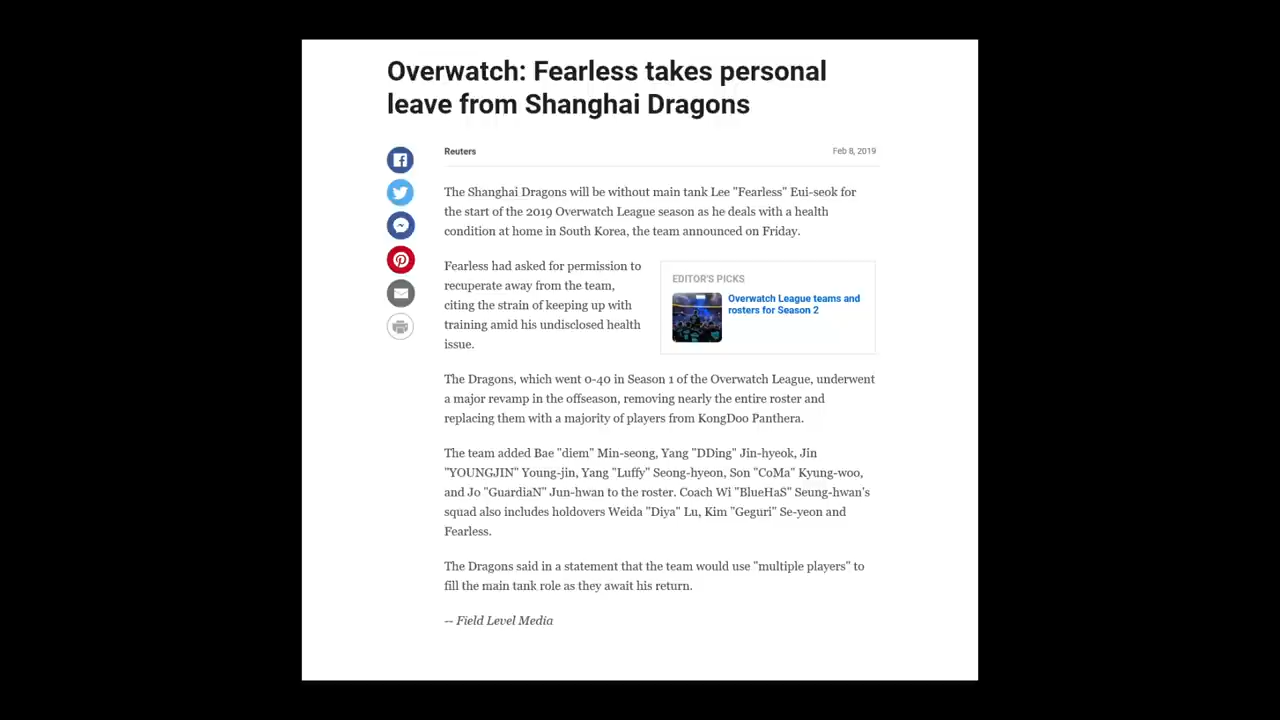 Overwatch: Fearless takes personal
leave from Shanghai Dragons
Reuters
Feb 8, 2019
The Shanghai Dragons will be without main tank Lee "Fearless" Eui-seok for
the start of the 2019 Overwatch League season as he deals with a health
condition at home in South Korea, the team announced on Friday.
Fearless had asked for permission to
recuperate away from the team,
citing the strain of keeping up with
training amid his undisclosed health
issue.
EDITOR'S PICKS
Overwatch League teams and
rosters for Season 2
The Dragons, which went 0-40 in Season 1 of the Overwatch League, underwent
a major revamp in the offseason, removing nearly the entire roster and
replacing them with a majority of players from KongDoo Panthera.
The team added Bae "diem" Min-seong, Yang "DDing" Jin-hyeok, Jin
"YOUNGJIN" Young-jin, Yang "Luffy" Seong-hyeon, Son "CoMa" Kyung-woo,
and Jo "GuardiaN" Jun-hwan to the roster. Coach Wi "BlueHaS" Seung-hwan's
squad also includes holdovers Weida "Diya" Lu, Kim "Geguri" Se-yeon and
Fearless.
The Dragons said in a statement that the team would use "multiple players" to
fill the main tank role as they await his return.
-- Field Level Media